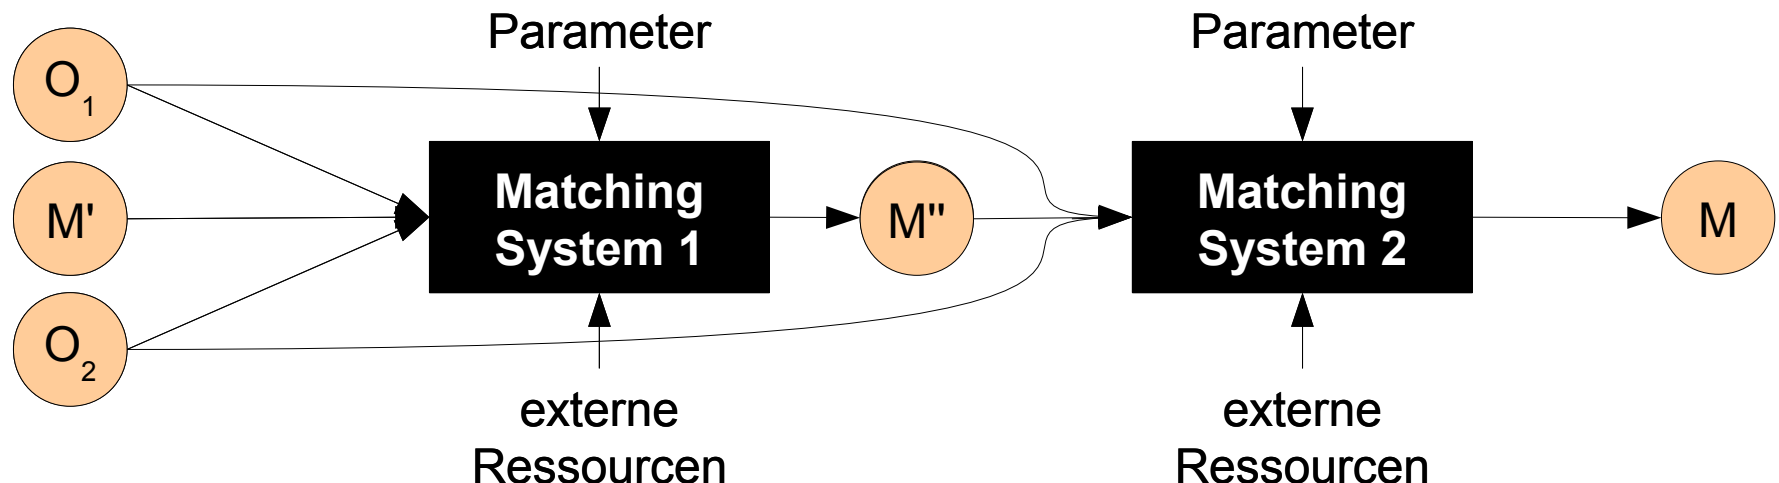 Parameter
Parameter
O₁
M'
O₂
Matching
System 1
M"
Matching
System 2
M
externe
Ressourcen
externe
Ressourcen